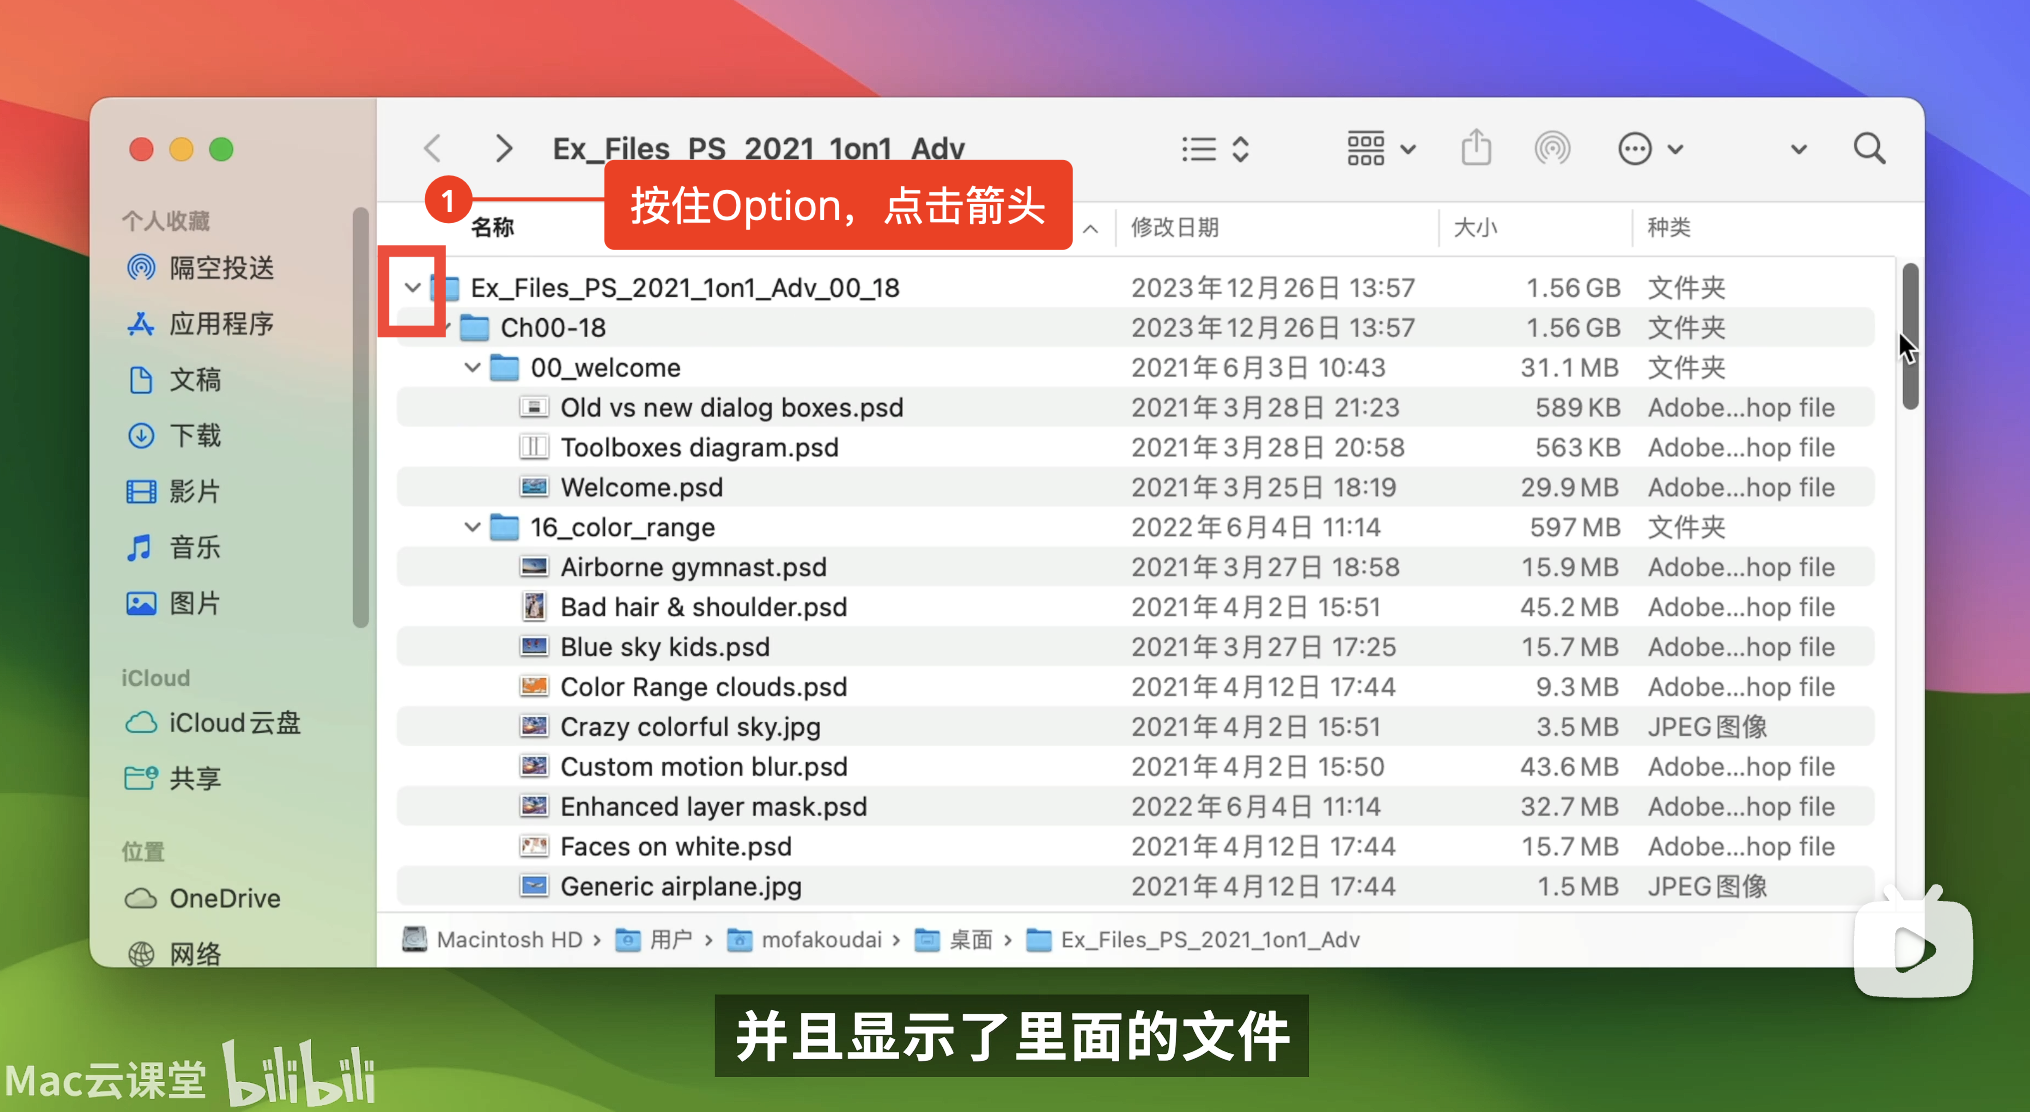 Ex_Files_PS_2021_1on1_Adv
1
按住Option，点击箭头
个人收藏
隔空投送
应用程序
文稿
下载
影片
音乐
图片
iCloud
iCloud云盘
共享
位置
OneDrive
网络
名称 修改日期 大小 种类
Ex_Files_PS_2021_1on1_Adv_00_18 2023年12月26日 13:57 1.56 GB 文件夹
Ch00-18 2023年12月26日 13:57 1.56 GB 文件夹
00_welcome 2021年6月3日 10:43 31.1 MB 文件夹
Old vs new dialog boxes.psd 2021年3月28日 21:23 589 KB Adobe...hop file
Toolboxes diagram.psd 2021年3月28日 20:58 563 KB Adobe...hop file
Welcome.psd 2021年3月25日 18:19 29.9 MB Adobe...hop file
16_color_range 2022年6月4日 11:14 597 MB 文件夹
Airborne gymnast.psd 2021年3月27日 18:58 15.9 MB Adobe...hop file
Bad hair & shoulder.psd 2021年4月2日 15:51 45.2 MB Adobe...hop file
Blue sky kids.psd 2021年3月27日 17:25 15.7 MB Adobe...hop file
Color Range clouds.psd 2021年4月12日 17:44 9.3 MB Adobe...hop file
Crazy colorful sky.jpg 2021年4月2日 15:51 3.5 MB JPEG图像
Custom motion blur.psd 2021年4月2日 15:50 43.6 MB Adobe...hop file
Enhanced layer mask.psd 2022年6月4日 11:14 32.7 MB Adobe...hop file
Faces on white.psd 2021年4月12日 17:44 15.7 MB Adobe...hop file
Generic airplane.jpg 2021年4月12日 17:44 1.5 MB JPEG图像
Macintosh HD › 用户 › mofakoudai › 桌面 › Ex_Files_PS_2021_1on1_Adv
并且显示了里面的文件
Mac云课堂 bilibili